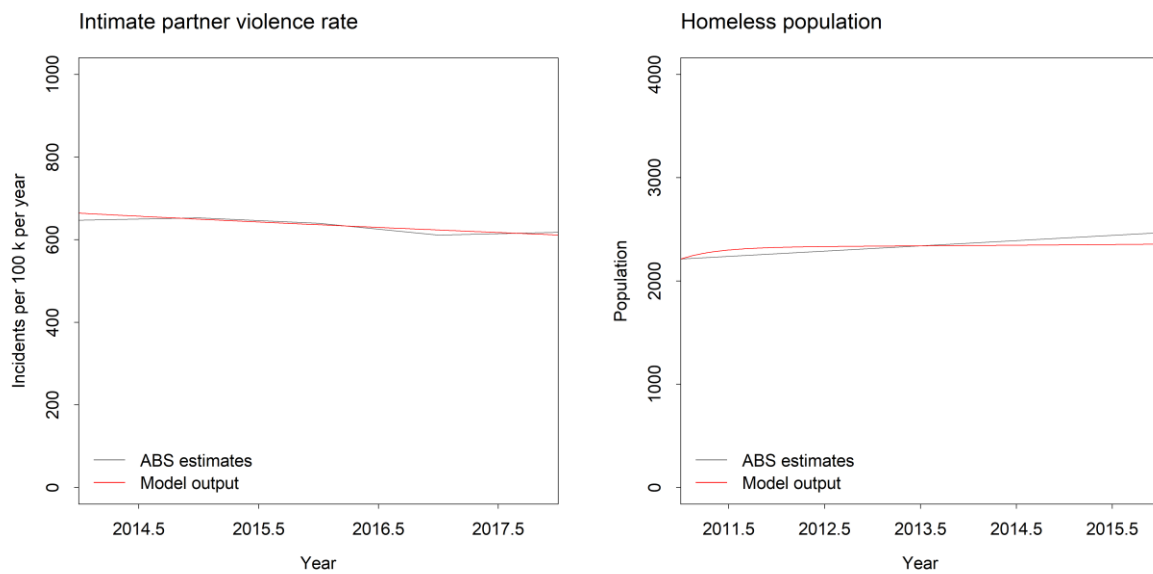 Intimate partner violence rate
Incidents per 100 k per year
1000
800
600
400
200
0
ABS estimates
Model output
2014.5 2015.5 2016.5 2017.5
Year
Homeless population
Population
4000
3000
2000
1000
0
ABS estimates
Model output
2011.5 2012.5 2013.5 2014.5 2015.5
Year